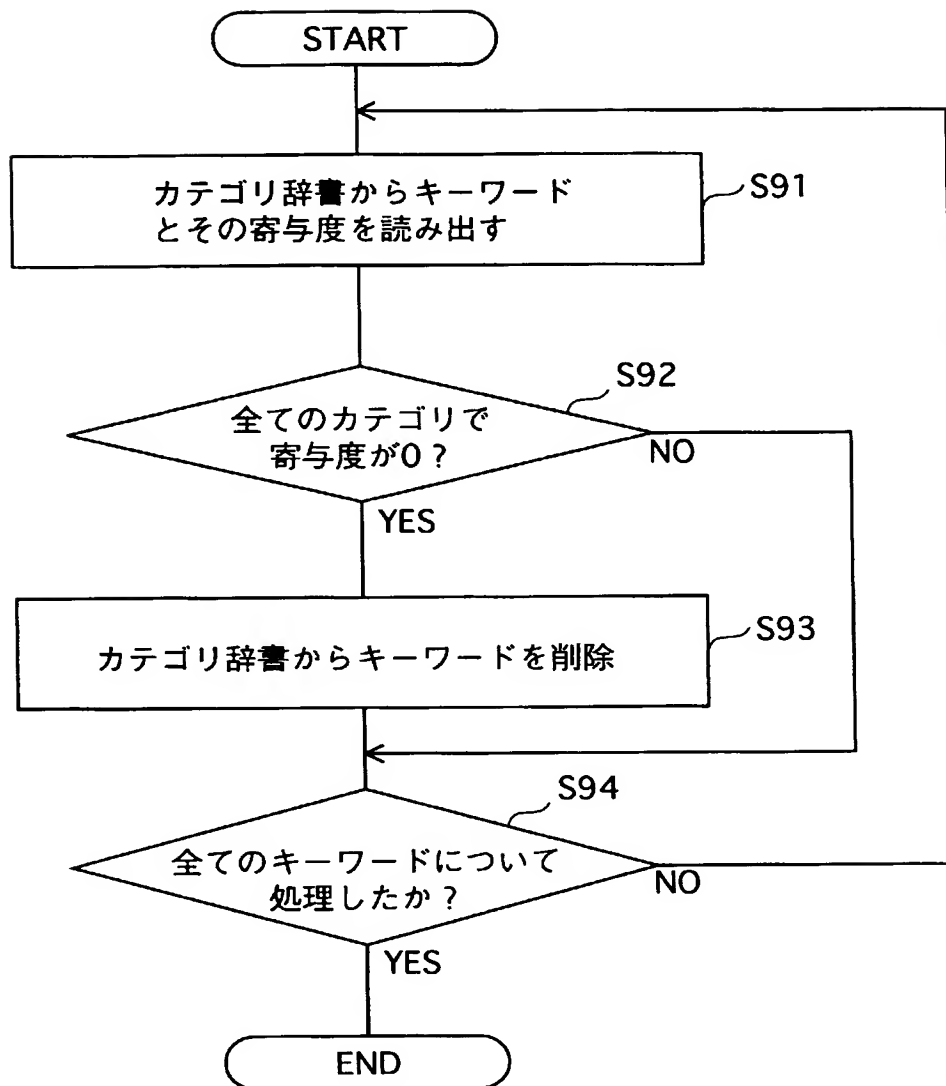 START
カテゴリ辞書からキーワード
とその寄与度を読み出す
S91
全てのカテゴリで
寄与度が0?
S92
NO
YES
カテゴリ辞書からキーワードを削除
S93
全てのキーワードについて
処理したか?
S94
NO
YES
END